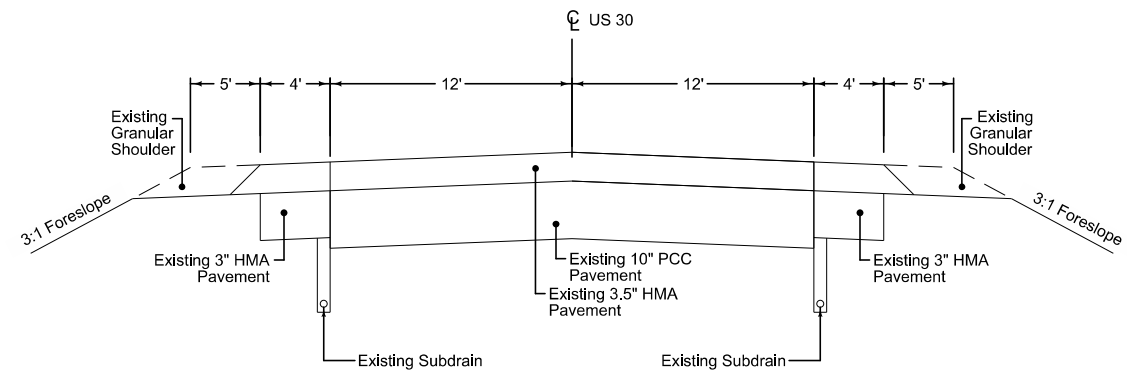 ℄ US 30
5' 4' 12' 12' 4' 5'
Existing
Granular
Shoulder
Existing
Granular
Shoulder
3:1 Foreslope
3:1 Foreslope
Existing 3" HMA
Pavement
Existing 10" PCC
Pavement
Existing 3" HMA
Pavement
Existing 3.5" HMA
Pavement
Existing Subdrain
Existing Subdrain